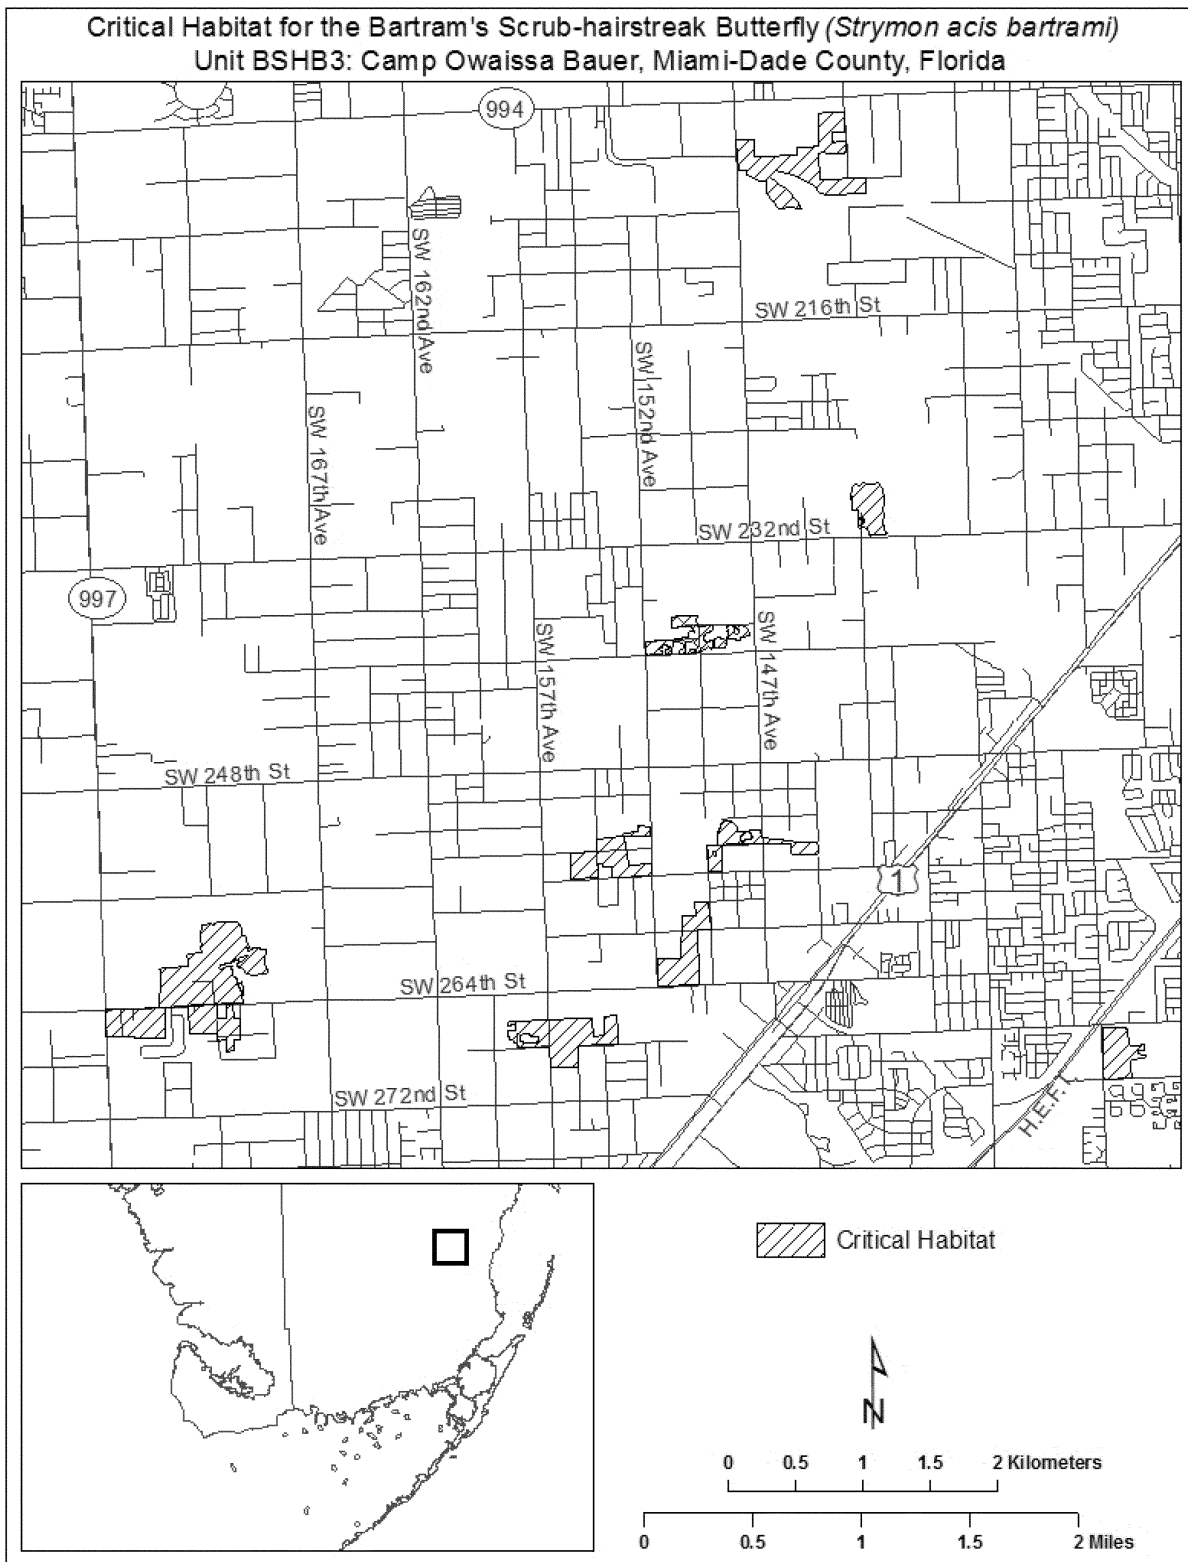 Critical Habitat for the Bartram's Scrub-hairstreak Butterfly (Strymon acis bartrami)
Unit BSHB3: Camp Owaissa Bauer, Miami-Dade County, Florida
994
SW 162nd Ave
SW 216th St
SW 152nd Ave
SW 167th Ave
SW 232nd St
997
SW 157th Ave
SW 147th Ave
SW 248th St
1
SW 264th St
SW 272nd St
H.E.F.T.
Critical Habitat
N
0 0.5 1 1.5 2 Kilometers
0 0.5 1 1.5 2 Miles